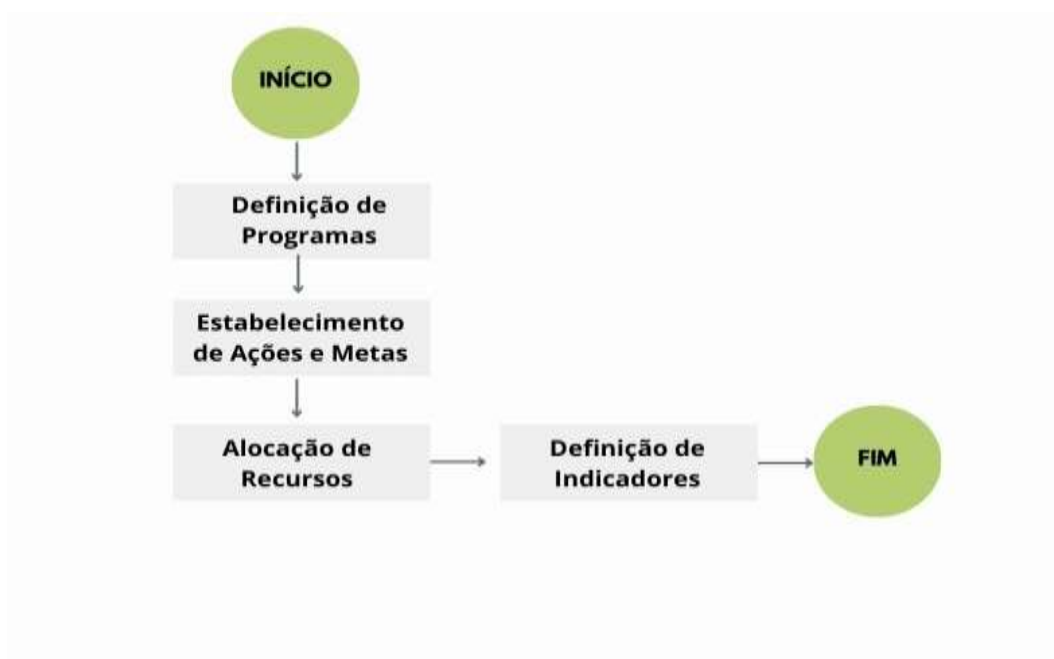 INÍCIO
Definição de
Programas
Estabelecimento
de Ações e Metas
Alocação de
Recursos
Definição de
Indicadores
FIM